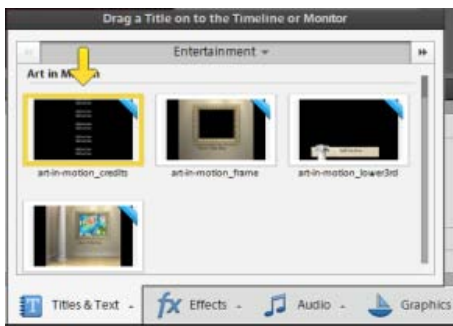 Drag a Title on to the Timeline or Monitor
Entertainment
Art in M n
art-in-motion_credits
art-in-motion_frame
art-in-motion_lower3rd
Titles & Text
fx Effects
Audio
Graphics